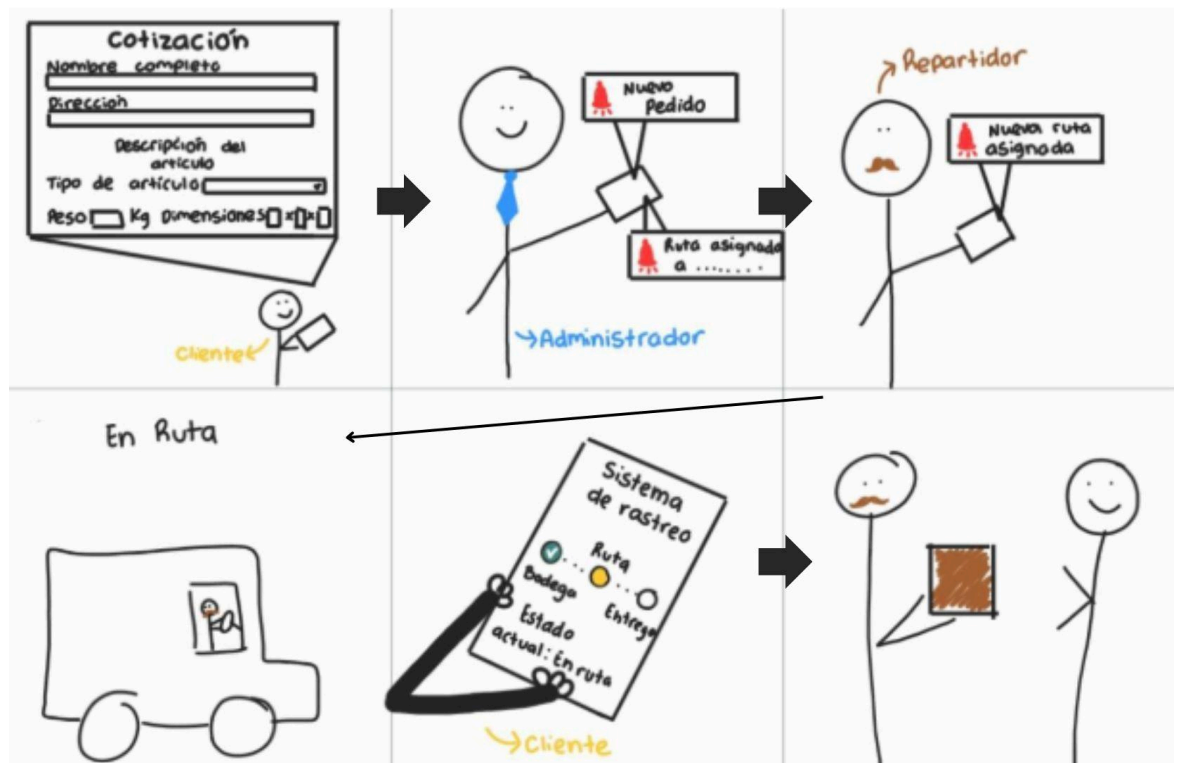 Cotización
Nombre completo
Dirección
Descripción del
artículo
Tipo de artículo
Peso Kg Dimensiones x x
Cliente
Nuevo
Pedido
Ruta asignada
a .......
Administrador
Repartidor
Nueva ruta
asignada
En Ruta
Sistema
de rastreo
Ruta
Bodega
Entrega
Estado
actual: En ruta
Cliente